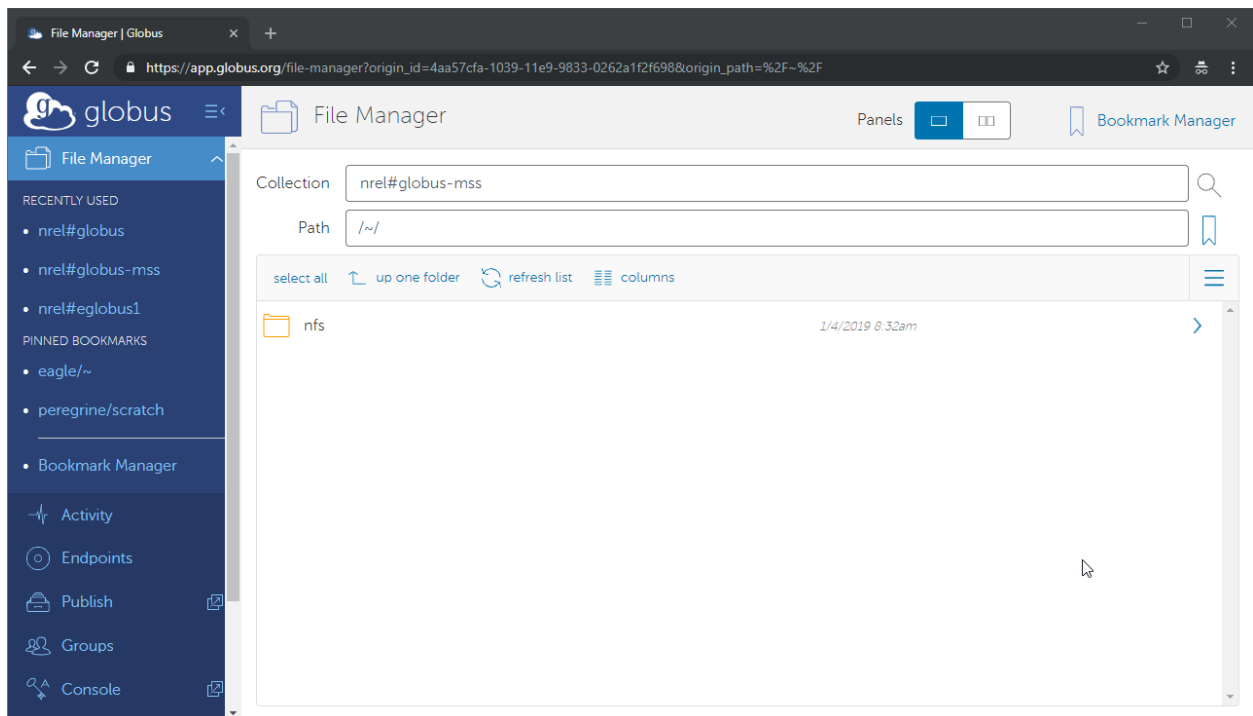 File Manager | Globus
https://app.globus.org/file-manager?origin_id=4aa57cfa-1039-11e9-9833-0262a1f2f698&origin_path=%2F~%2F
globus
File Manager
RECENTLY USED
• nrel#globus
• nrel#globus-mss
• nrel#eglobus1
PINNED BOOKMARKS
• eagle/~
• peregrine/scratch
• Bookmark Manager
Activity
Endpoints
Publish
Groups
Console
File Manager
Panels
Bookmark Manager
Collection nrel#globus-mss
Path /~/
select all up one folder refresh list columns
nfs 1/4/2019 8:32am